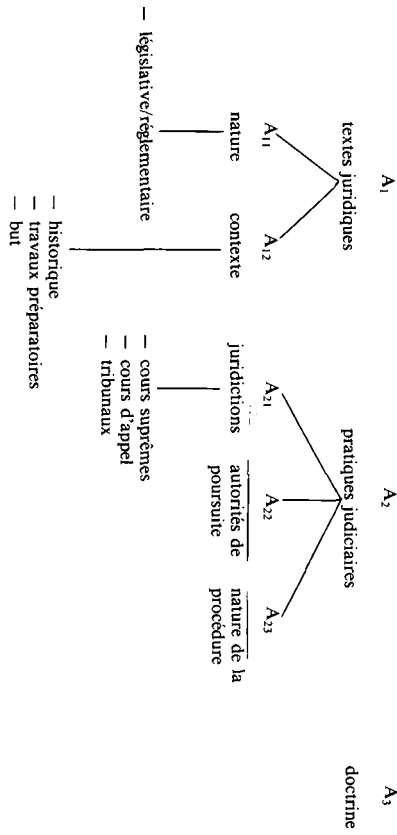 A₁
textes juridiques
A₁₁
nature
– législative/réglementaire
A₁₂
contexte
– historique
– travaux préparatoires
– but
A₂
pratiques judiciaires
A₂₁
juridictions
– cours suprêmes
– cours d'appel
– tribunaux
A₂₂
autorités de
poursuite
A₂₃
nature de la
procédure
A₃
doctrine